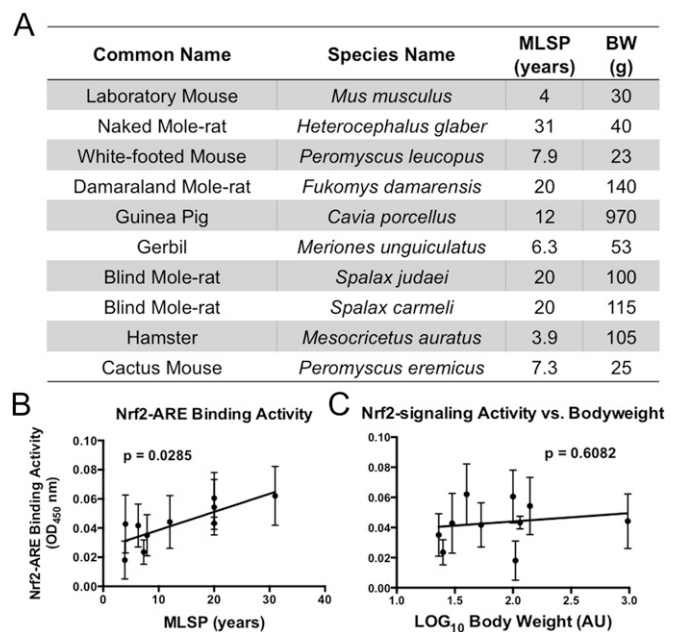 A
Common Name Species Name MLSP (years) BW (g)
Laboratory Mouse Mus musculus 4 30
Naked Mole-rat Heterocephalus glaber 31 40
White-footed Mouse Peromyscus leucopus 7.9 23
Damaraland Mole-rat Fukomys damarensis 20 140
Guinea Pig Cavia porcellus 12 970
Gerbil Meriones unguiculatus 6.3 53
Blind Mole-rat Spalax judaei 20 100
Blind Mole-rat Spalax carmeli 20 115
Hamster Mesocricetus auratus 3.9 105
Cactus Mouse Peromyscus eremicus 7.3 25
B
Nrf2-ARE Binding Activity
p = 0.0285
Nrf2-ARE Binding Activity
(OD450 nm)
0.10
0.08
0.06
0.04
0.02
0.00
0 10 20 30 40
MLSP (years)
C
Nrf2-signaling Activity vs. Bodyweight
p = 0.6082
0.10
0.08
0.06
0.04
0.02
0.00
1.0 1.5 2.0 2.5 3.0
LOG10 Body Weight (AU)